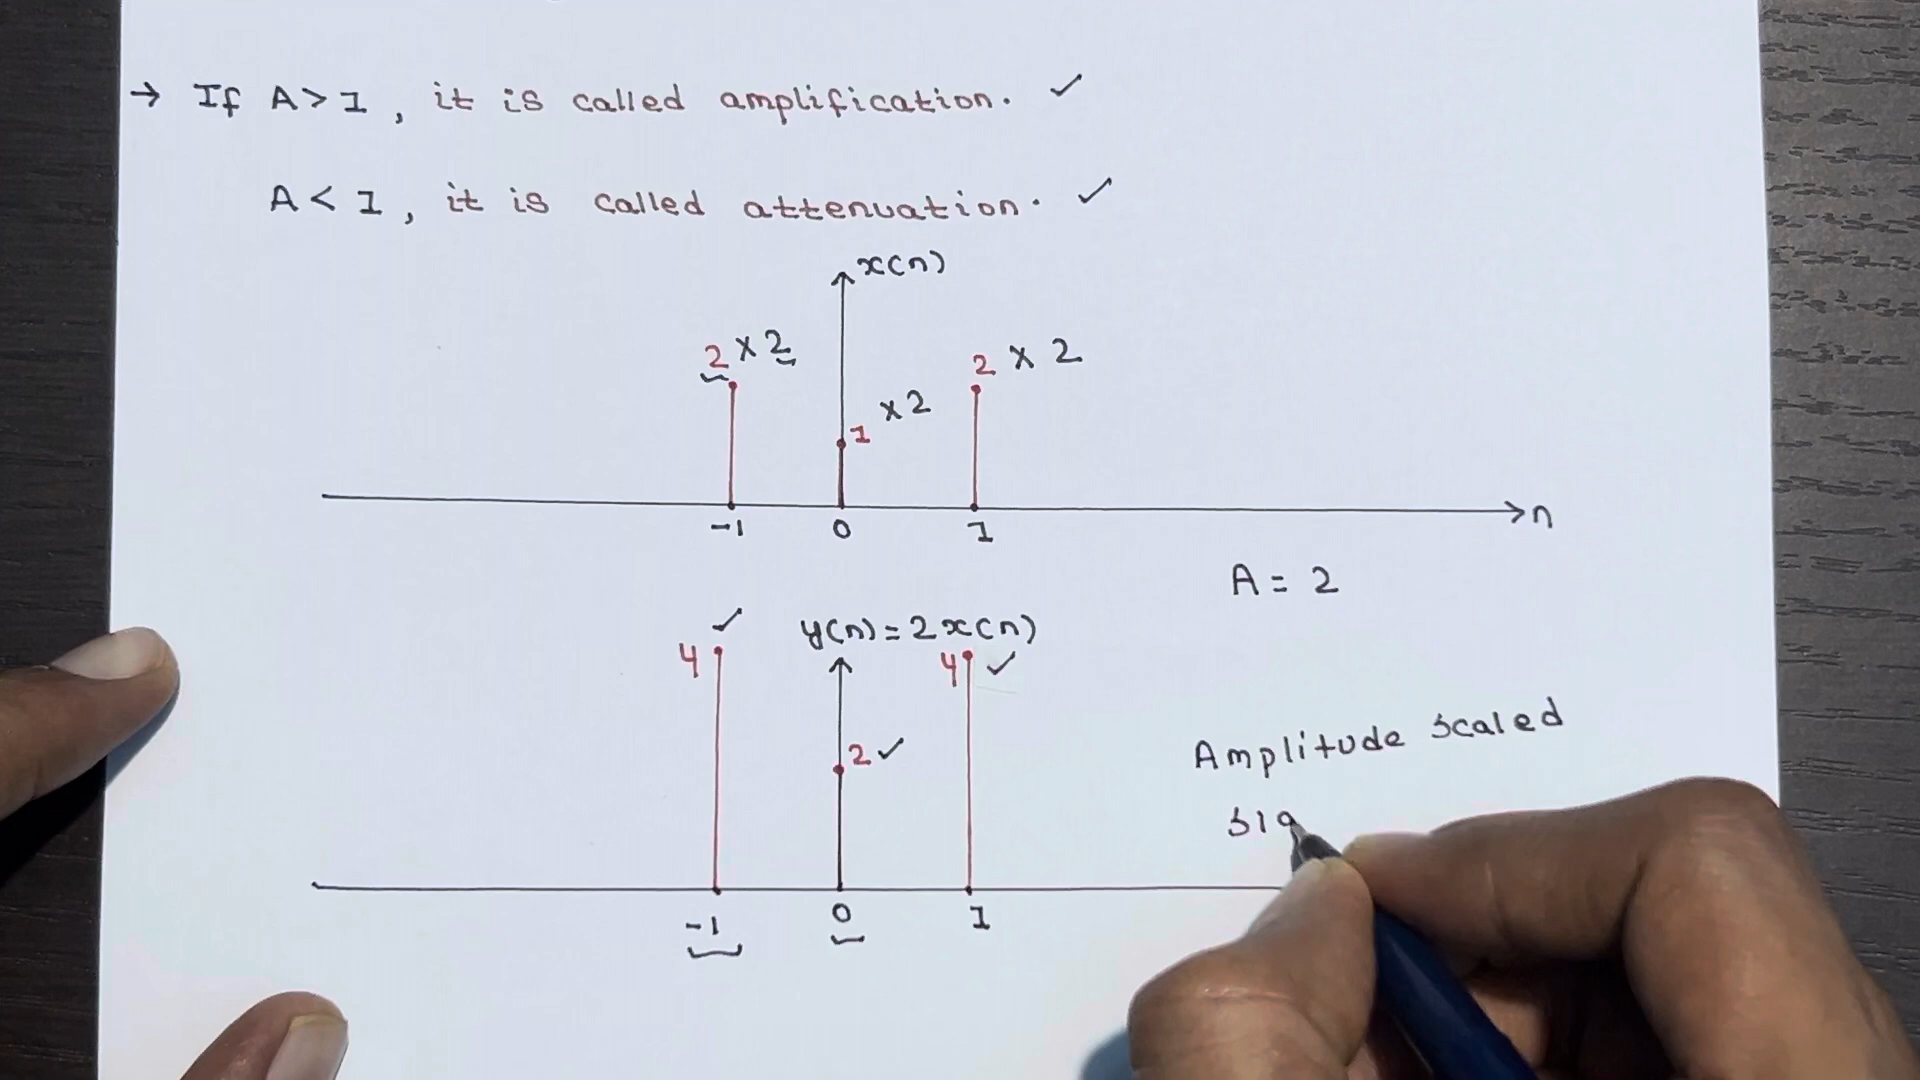 → If A>1, it is called amplification. ✓
A<1, it is called attenuation. ✓
x(n)
2 × 2
2 × 2
1 ×2
-1 0 1
n
A = 2
y(n)=2x(n)
4 ✓
4 ✓
2 ✓
Amplitude scaled
sig
-1 0 1